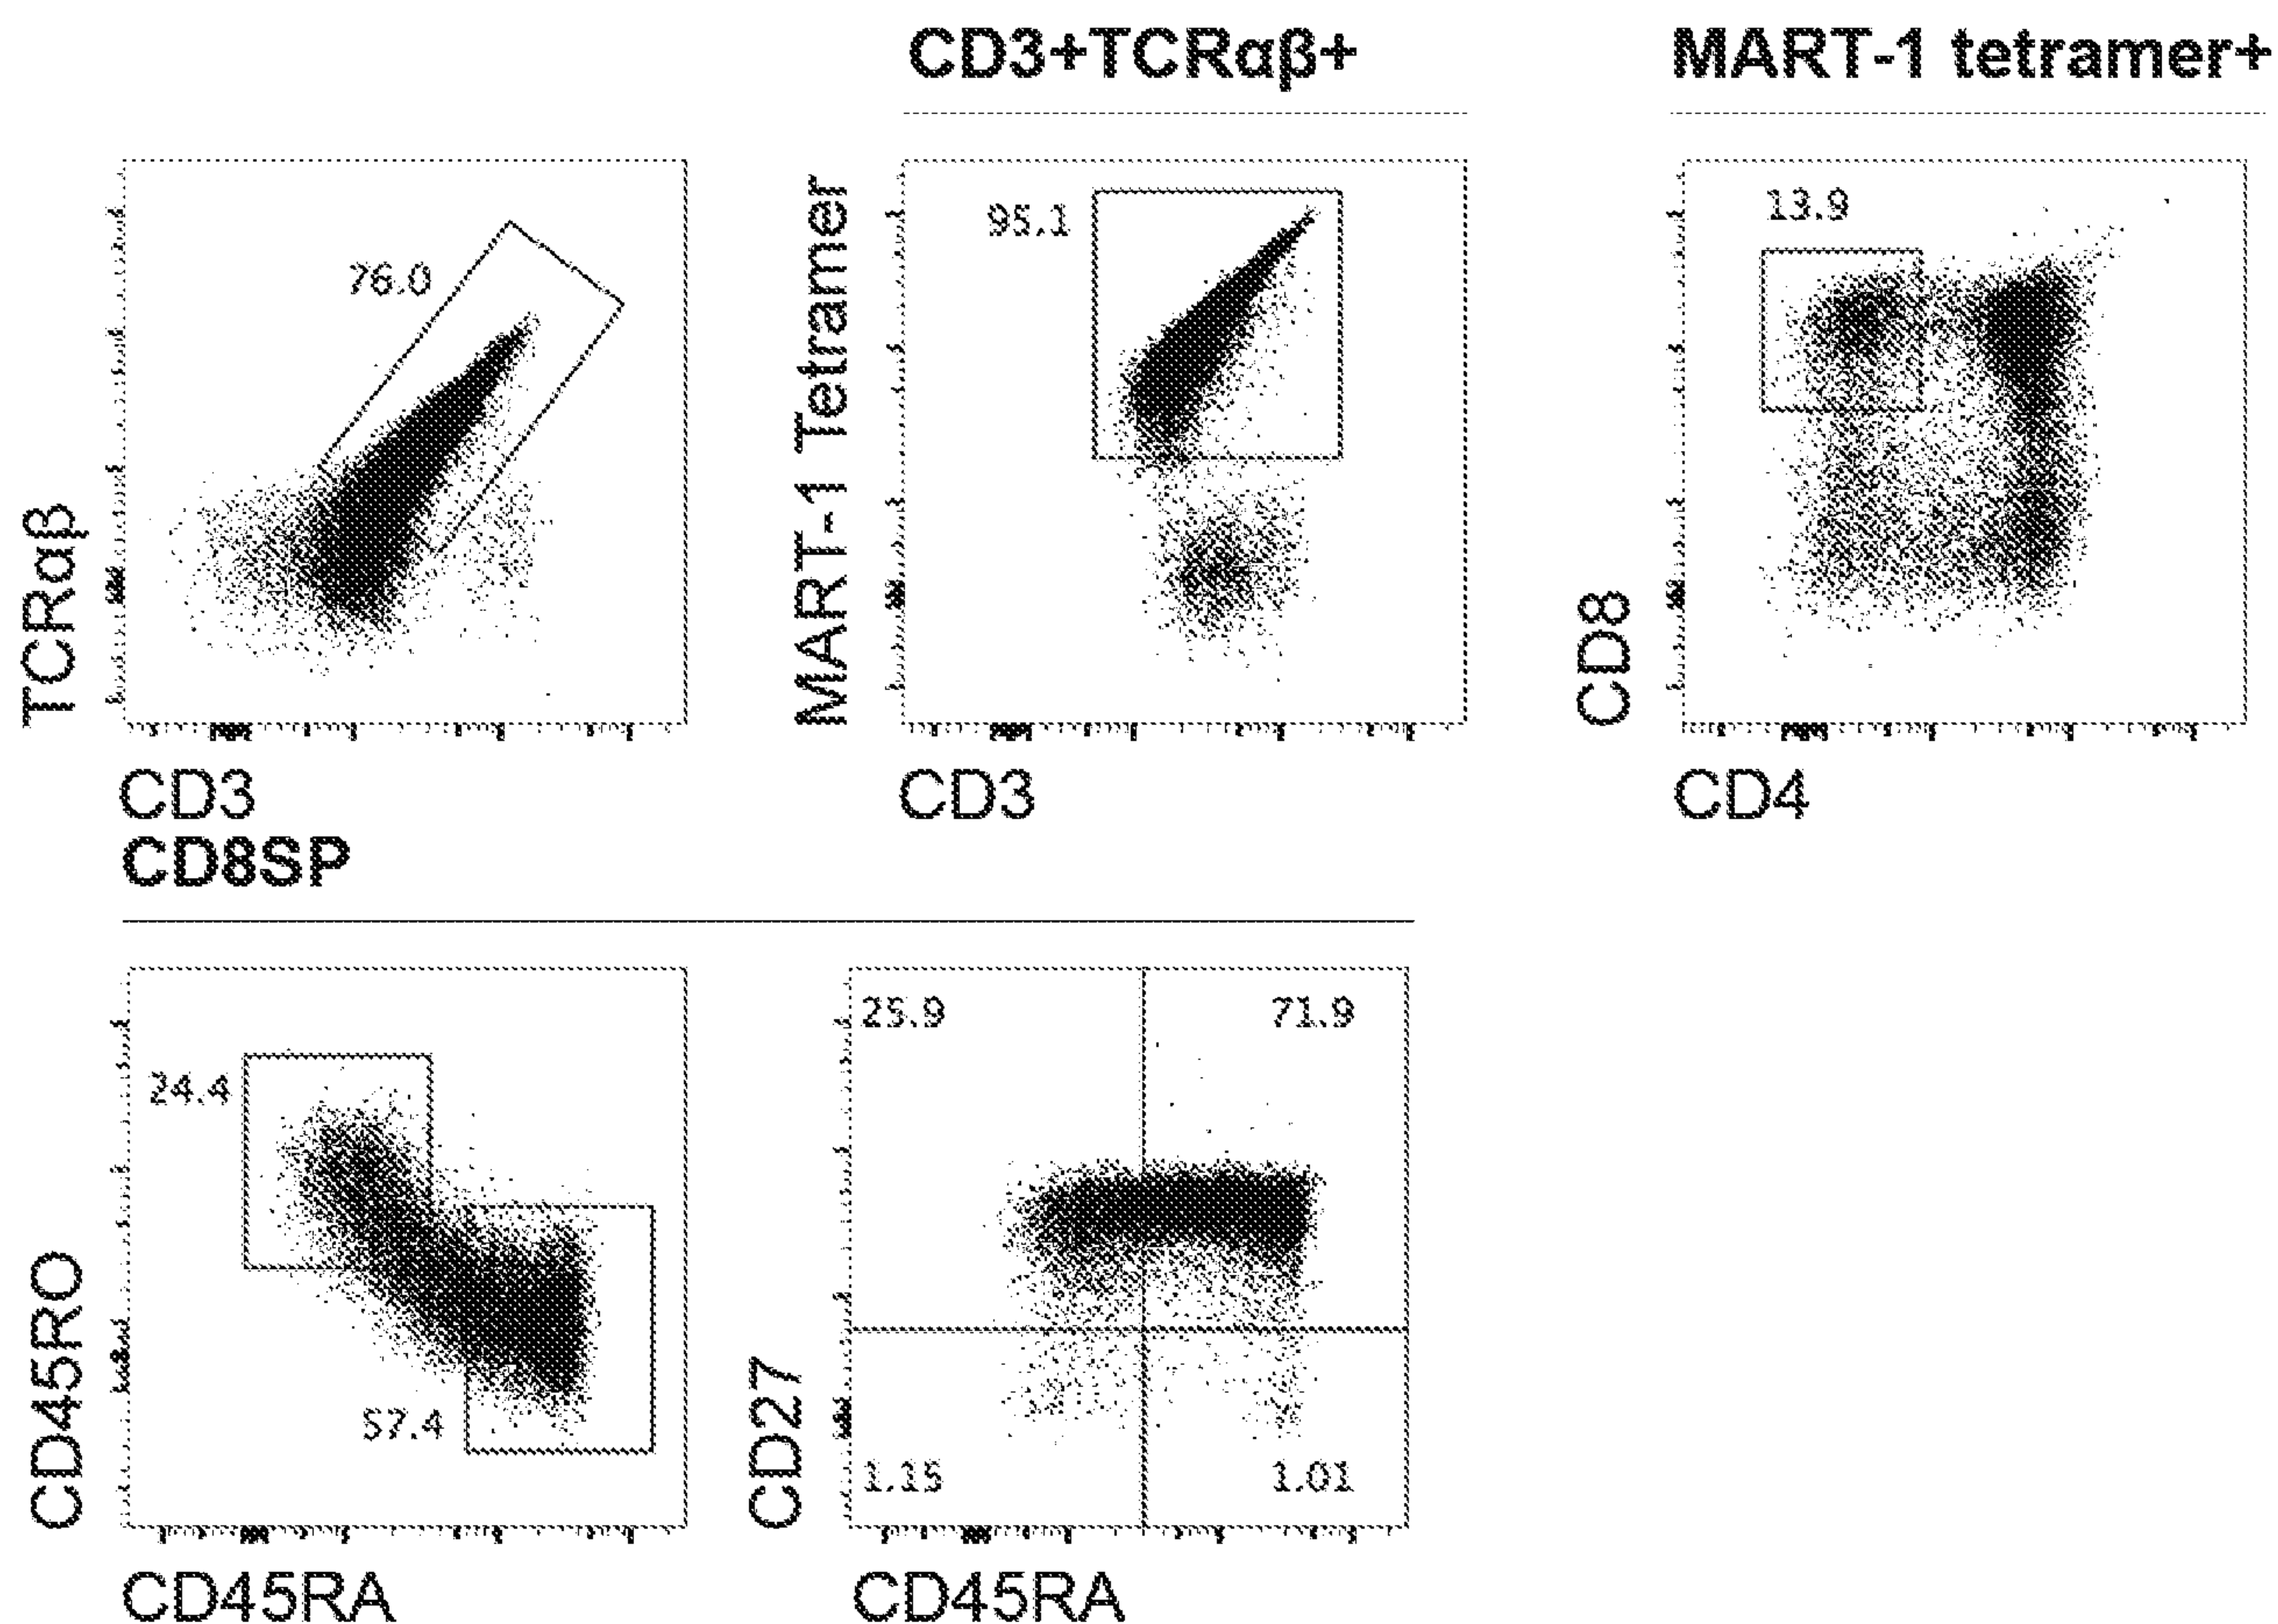 CD3+TCRαβ+
MART-1 tetramer+
76.0
TCRαβ
CD3
95.1
MART-1 Tetramer
CD3
13.9
CD8
CD4
CD8SP
24.4
57.4
CD45RO
CD45RA
25.9 71.9
CD27
1.15 1.01
CD45RA